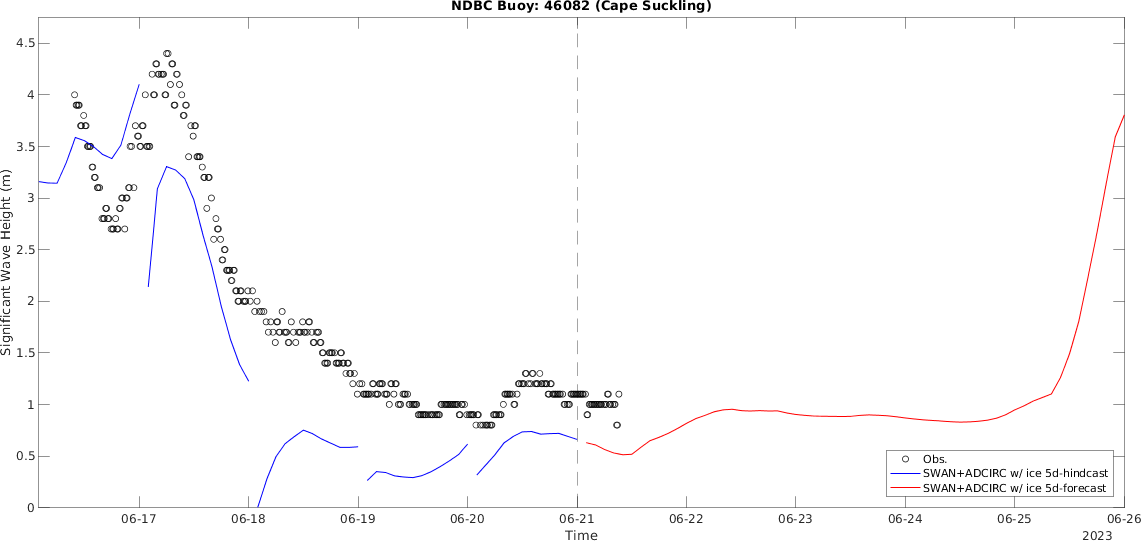 NDBC Buoy: 46082 (Cape Suckling)
4.5
4
3.5
3
2.5
2
1.5
1
0.5
0
Significant Wave Height (m)
Obs.
SWAN+ADCIRC w/ ice 5d-hindcast
SWAN+ADCIRC w/ ice 5d-forecast
06-17 06-18 06-19 06-20 06-21 06-22 06-23 06-24 06-25 06-26
Time
2023